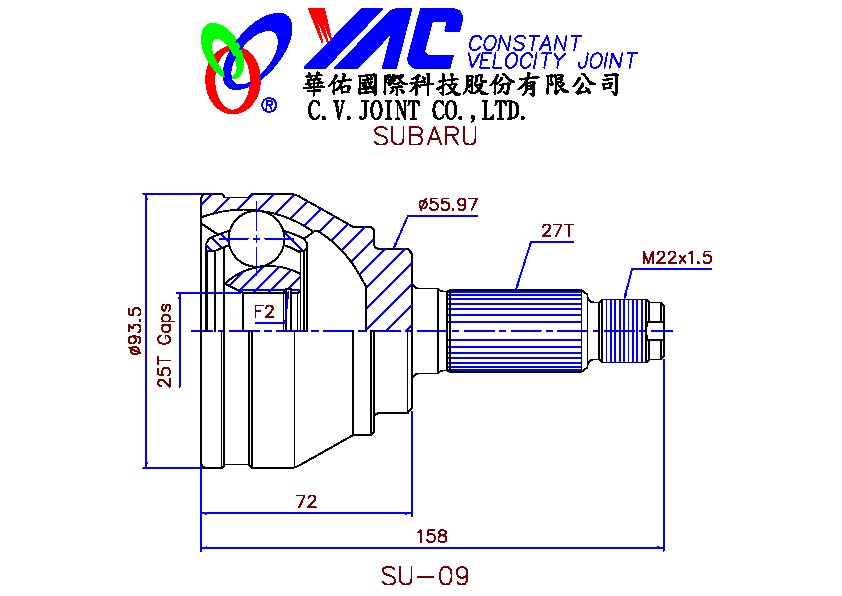 YAC CONSTANT
VELOCITY JOINT
®
華佑國際科技股份有限公司
C.V.JOINT CO.,LTD.
SUBARU
ø55.97
27T
M22x1.5
F2
ø93.5
25T Gaps
72
158
SU-09